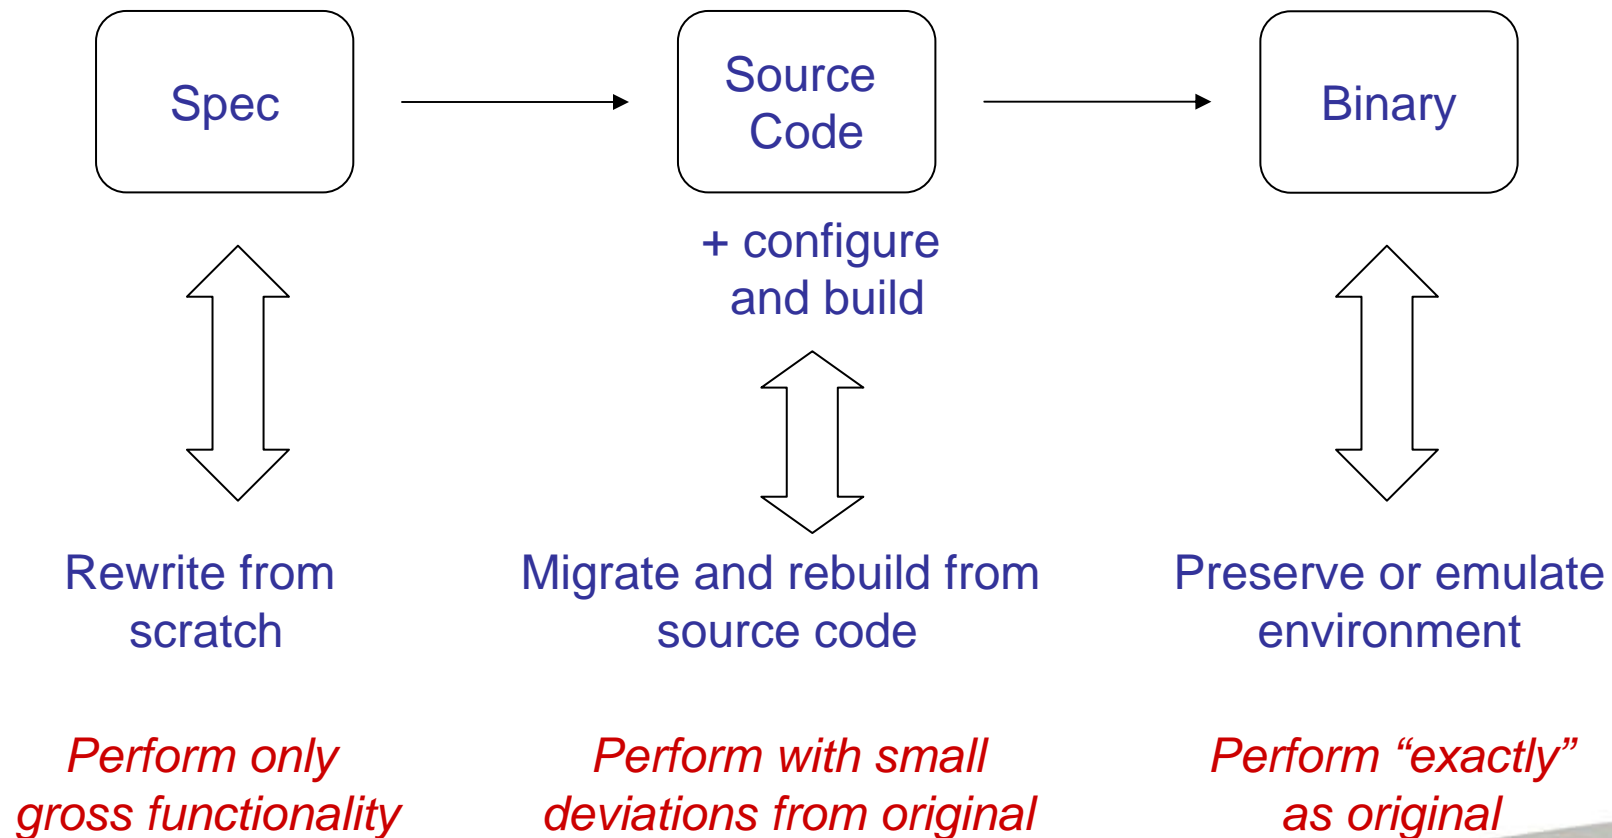 Spec
Source
Code
Binary
+ configure
and build
Rewrite from
scratch
Migrate and rebuild from
source code
Preserve or emulate
environment
Perform only
gross functionality
Perform with small
deviations from original
Perform “exactly”
as original